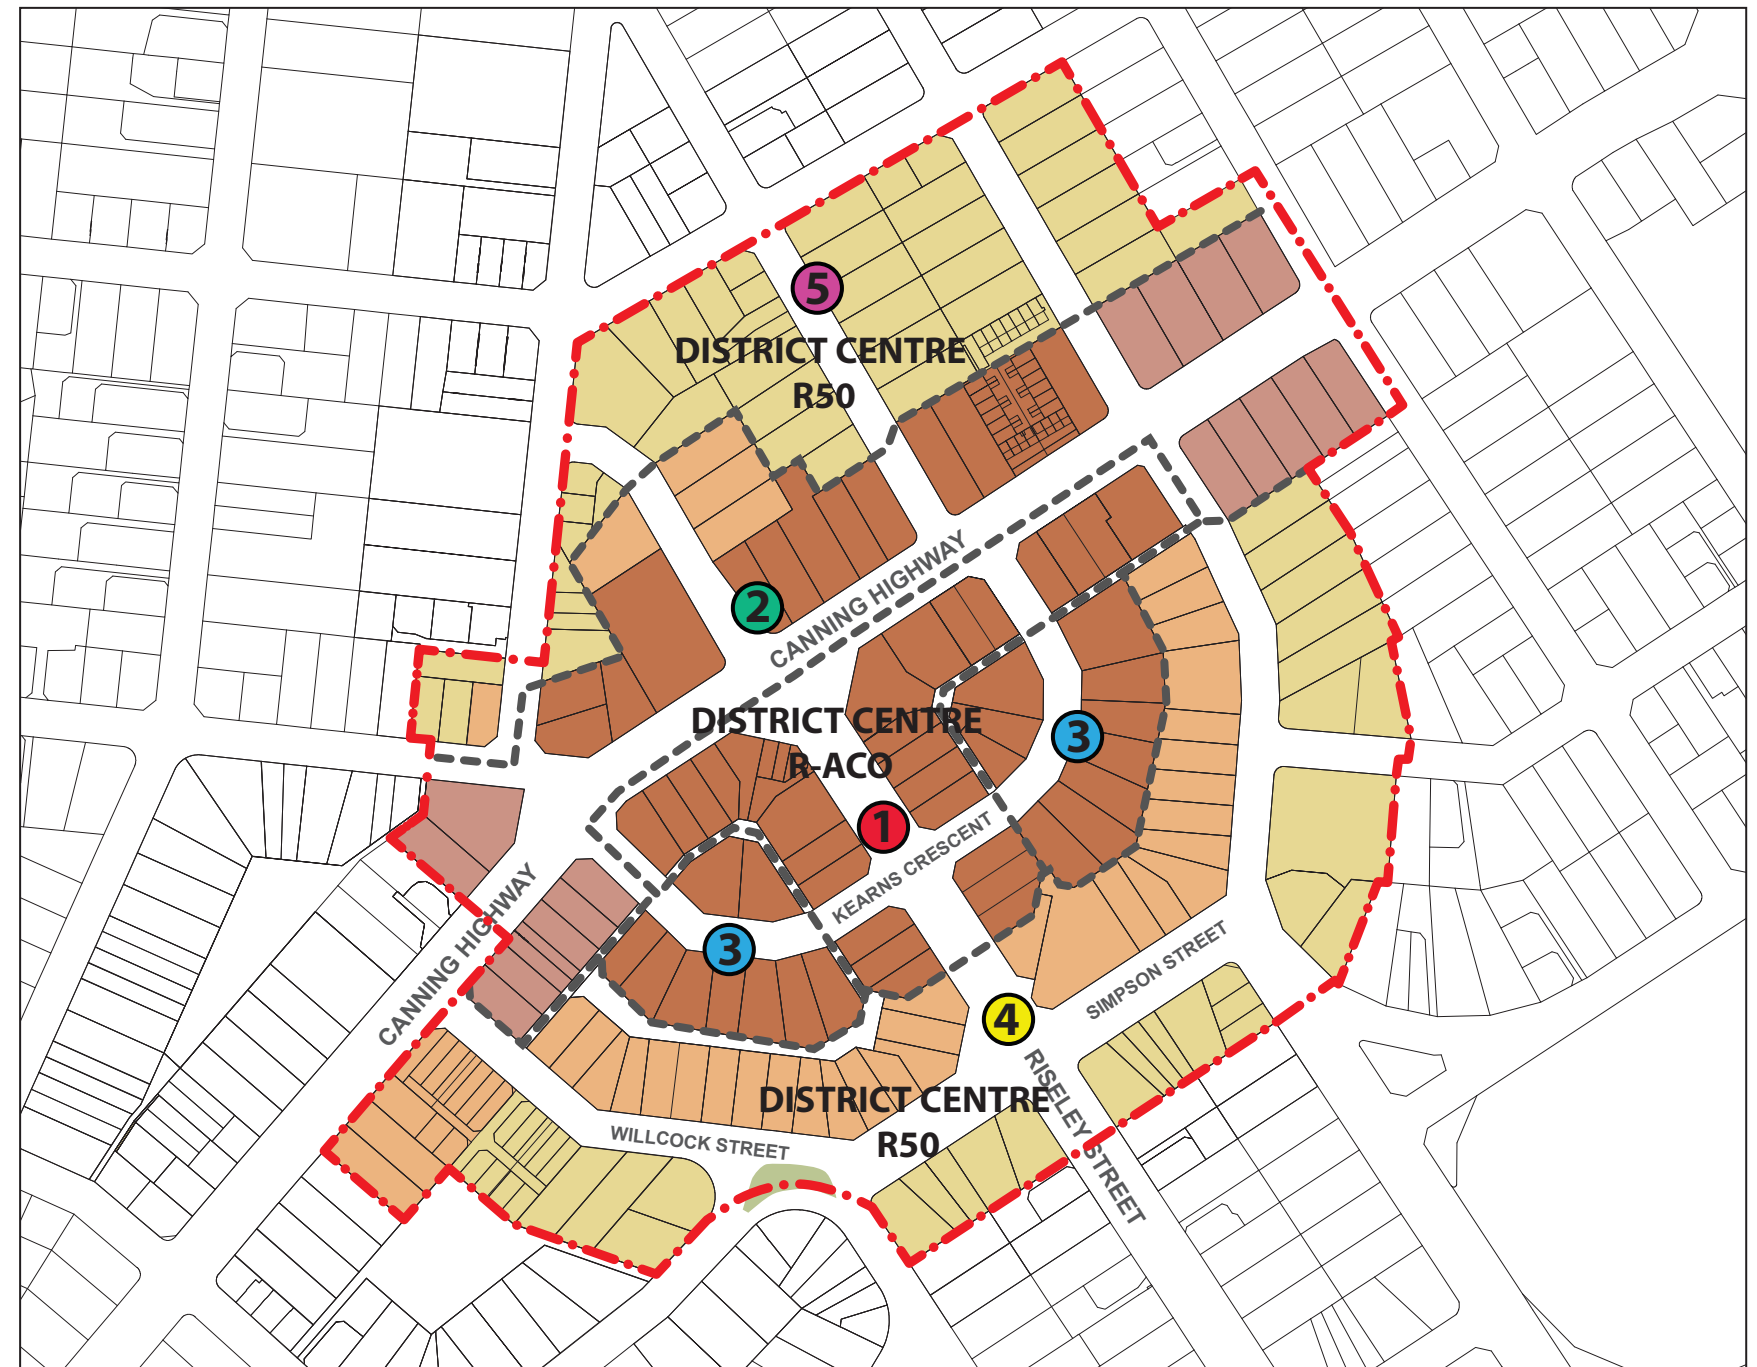 5
DISTRICT CENTRE
R50
2
CANNING HIGHWAY
DISTRICT CENTRE
R-ACO
3
1
KEARNS CRESCENT
3
CANNING HIGHWAY
SIMPSON STREET
4
RISELEY STREET
DISTRICT CENTRE
R50
WILLCOCK STREET